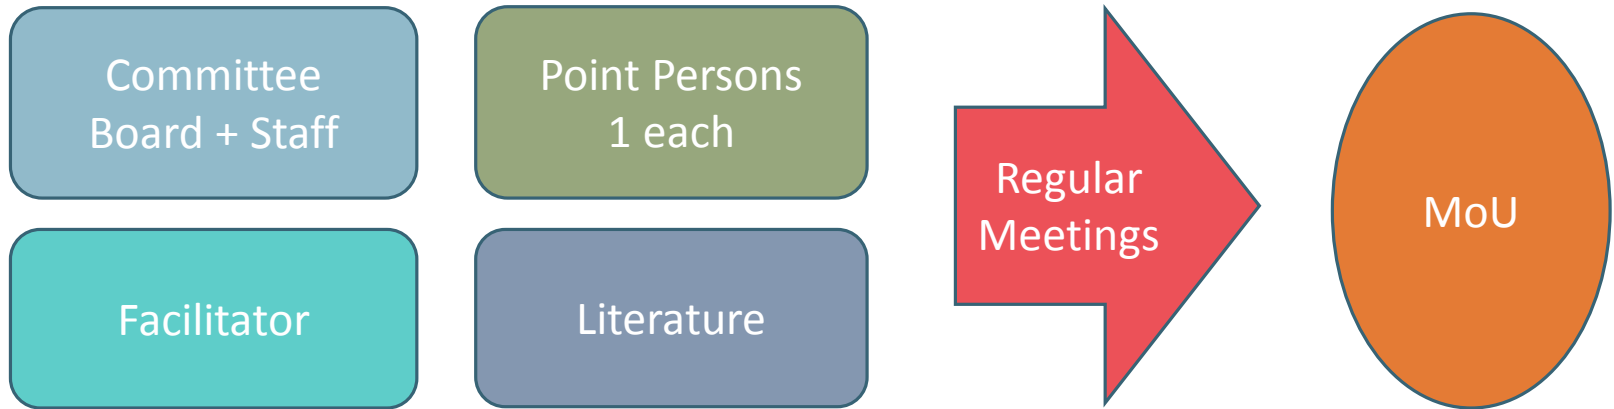 Committee
Board + Staff
Point Persons
1 each
Facilitator
Literature
Regular
Meetings
MoU